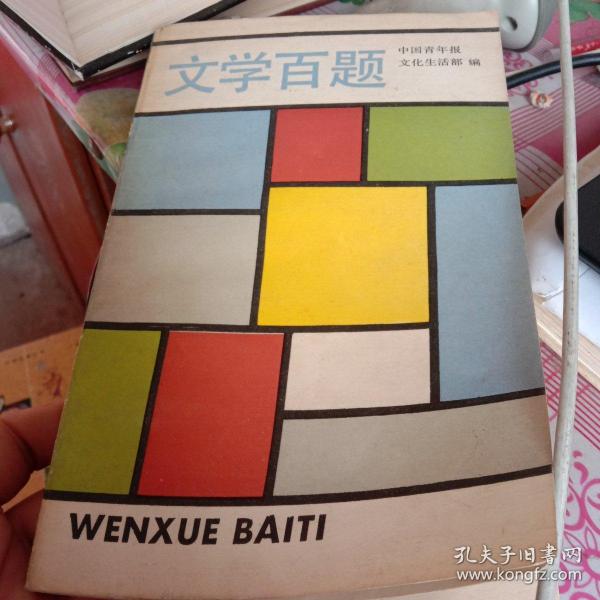 文学百题
中国青年报
文化生活部 编
WENXUE BAITI
孔夫子旧书网
www.kongfz.com